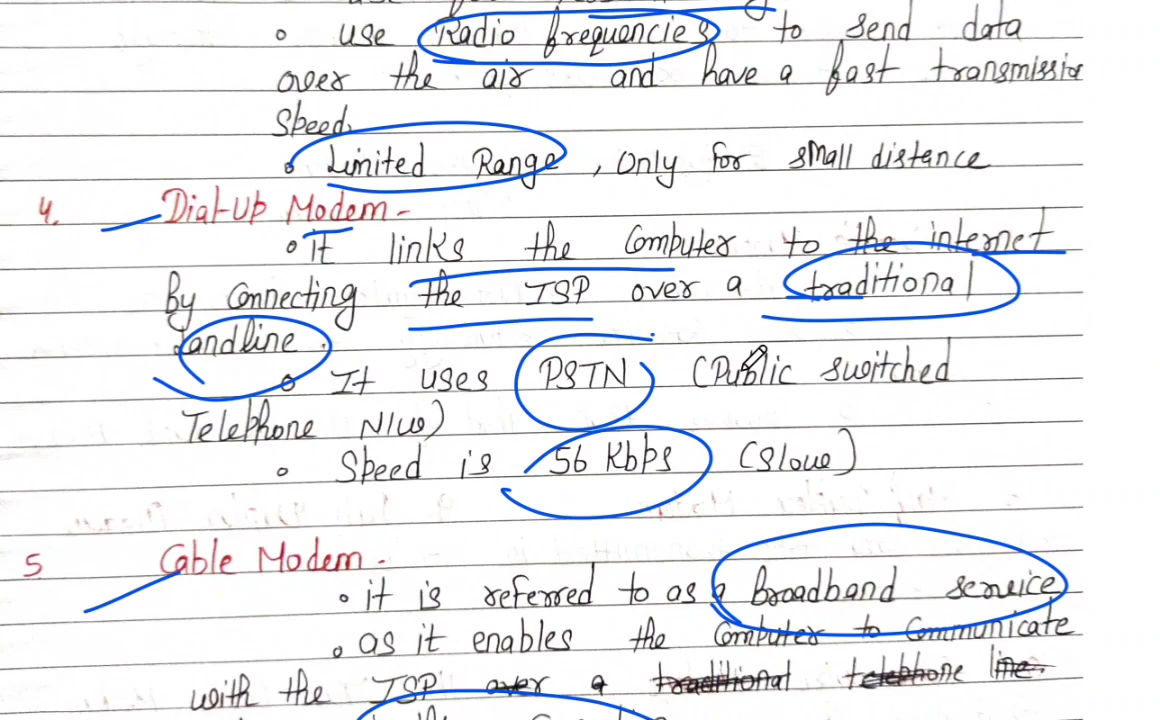 ◦ use Radio frequencies to send data
over the air and have a fast transmission
Speed.
◦ Limited Range, Only for small distance
4. Dial-Up Modem -
◦ it links the Computer to the internet
By Connecting the ISP over a traditional
Landline.
◦ It uses PSTN (Public switched
Telephone N/w)
◦ Speed is 56 Kbps (Slow)
5 Cable Modem -
◦ it is referred to as a Broadband service
◦ as it enables the Computer to Communicate
with the ISP over a traditional telephone line.